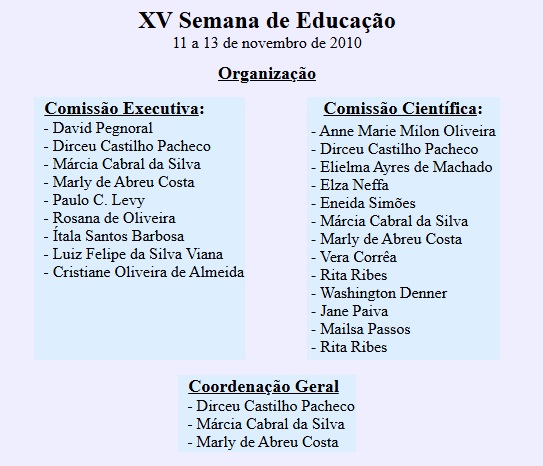 XV Semana de Educação
11 a 13 de novembro de 2010
Organização
Comissão Executiva:
- David Pegnoral
- Dirceu Castilho Pacheco
- Márcia Cabral da Silva
- Marly de Abreu Costa
- Paulo C. Levy
- Rosana de Oliveira
- Ítala Santos Barbosa
- Luiz Felipe da Silva Viana
- Cristiane Oliveira de Almeida
Comissão Científica:
- Anne Marie Milon Oliveira
- Dirceu Castilho Pacheco
- Elielma Ayres de Machado
- Elza Neffa
- Eneida Simões
- Márcia Cabral da Silva
- Marly de Abreu Costa
- Vera Corrêa
- Rita Ribes
- Washington Denner
- Jane Paiva
- Mailsa Passos
- Rita Ribes
Coordenação Geral
- Dirceu Castilho Pacheco
- Márcia Cabral da Silva
- Marly de Abreu Costa